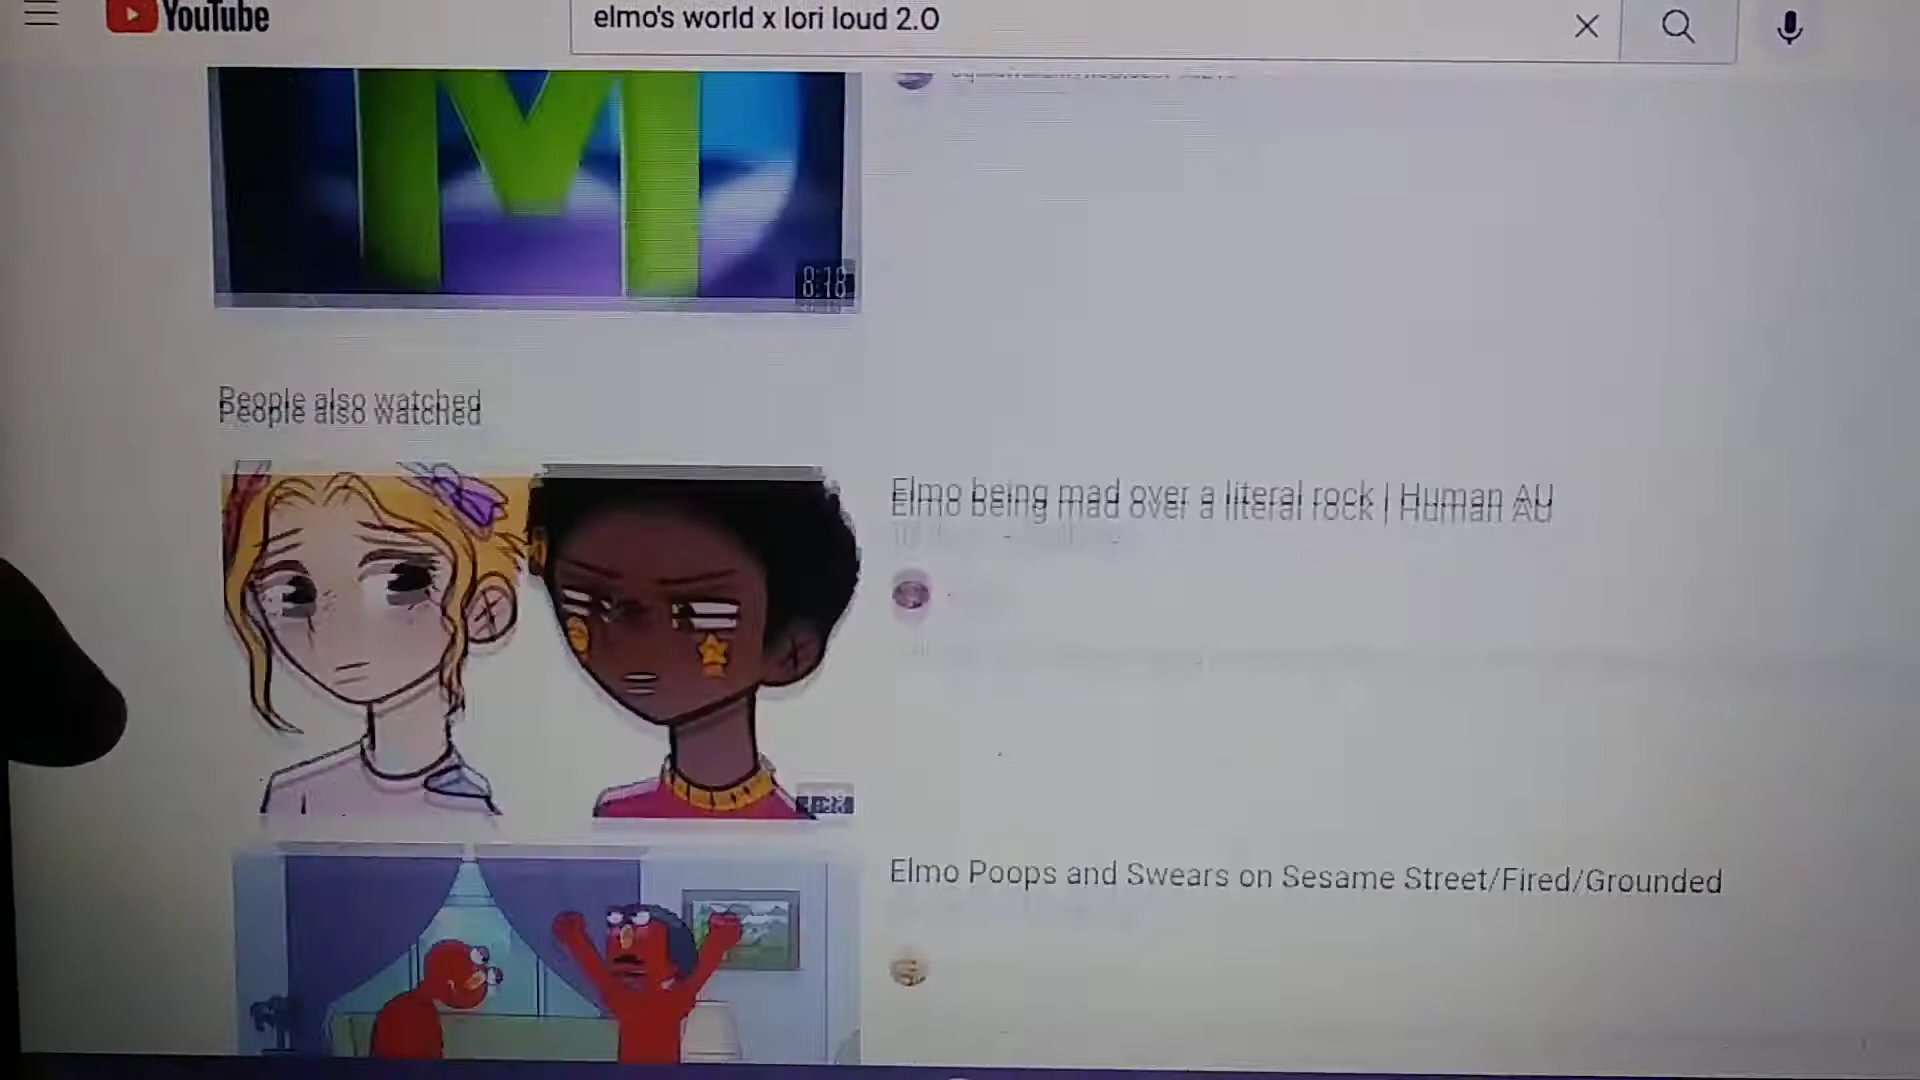 YouTube
elmo's world x lori loud 2.0
M
8:18
People also watched
Elmo being mad over a literal rock | Human AU
Elmo Poops and Swears on Sesame Street/Fired/Grounded